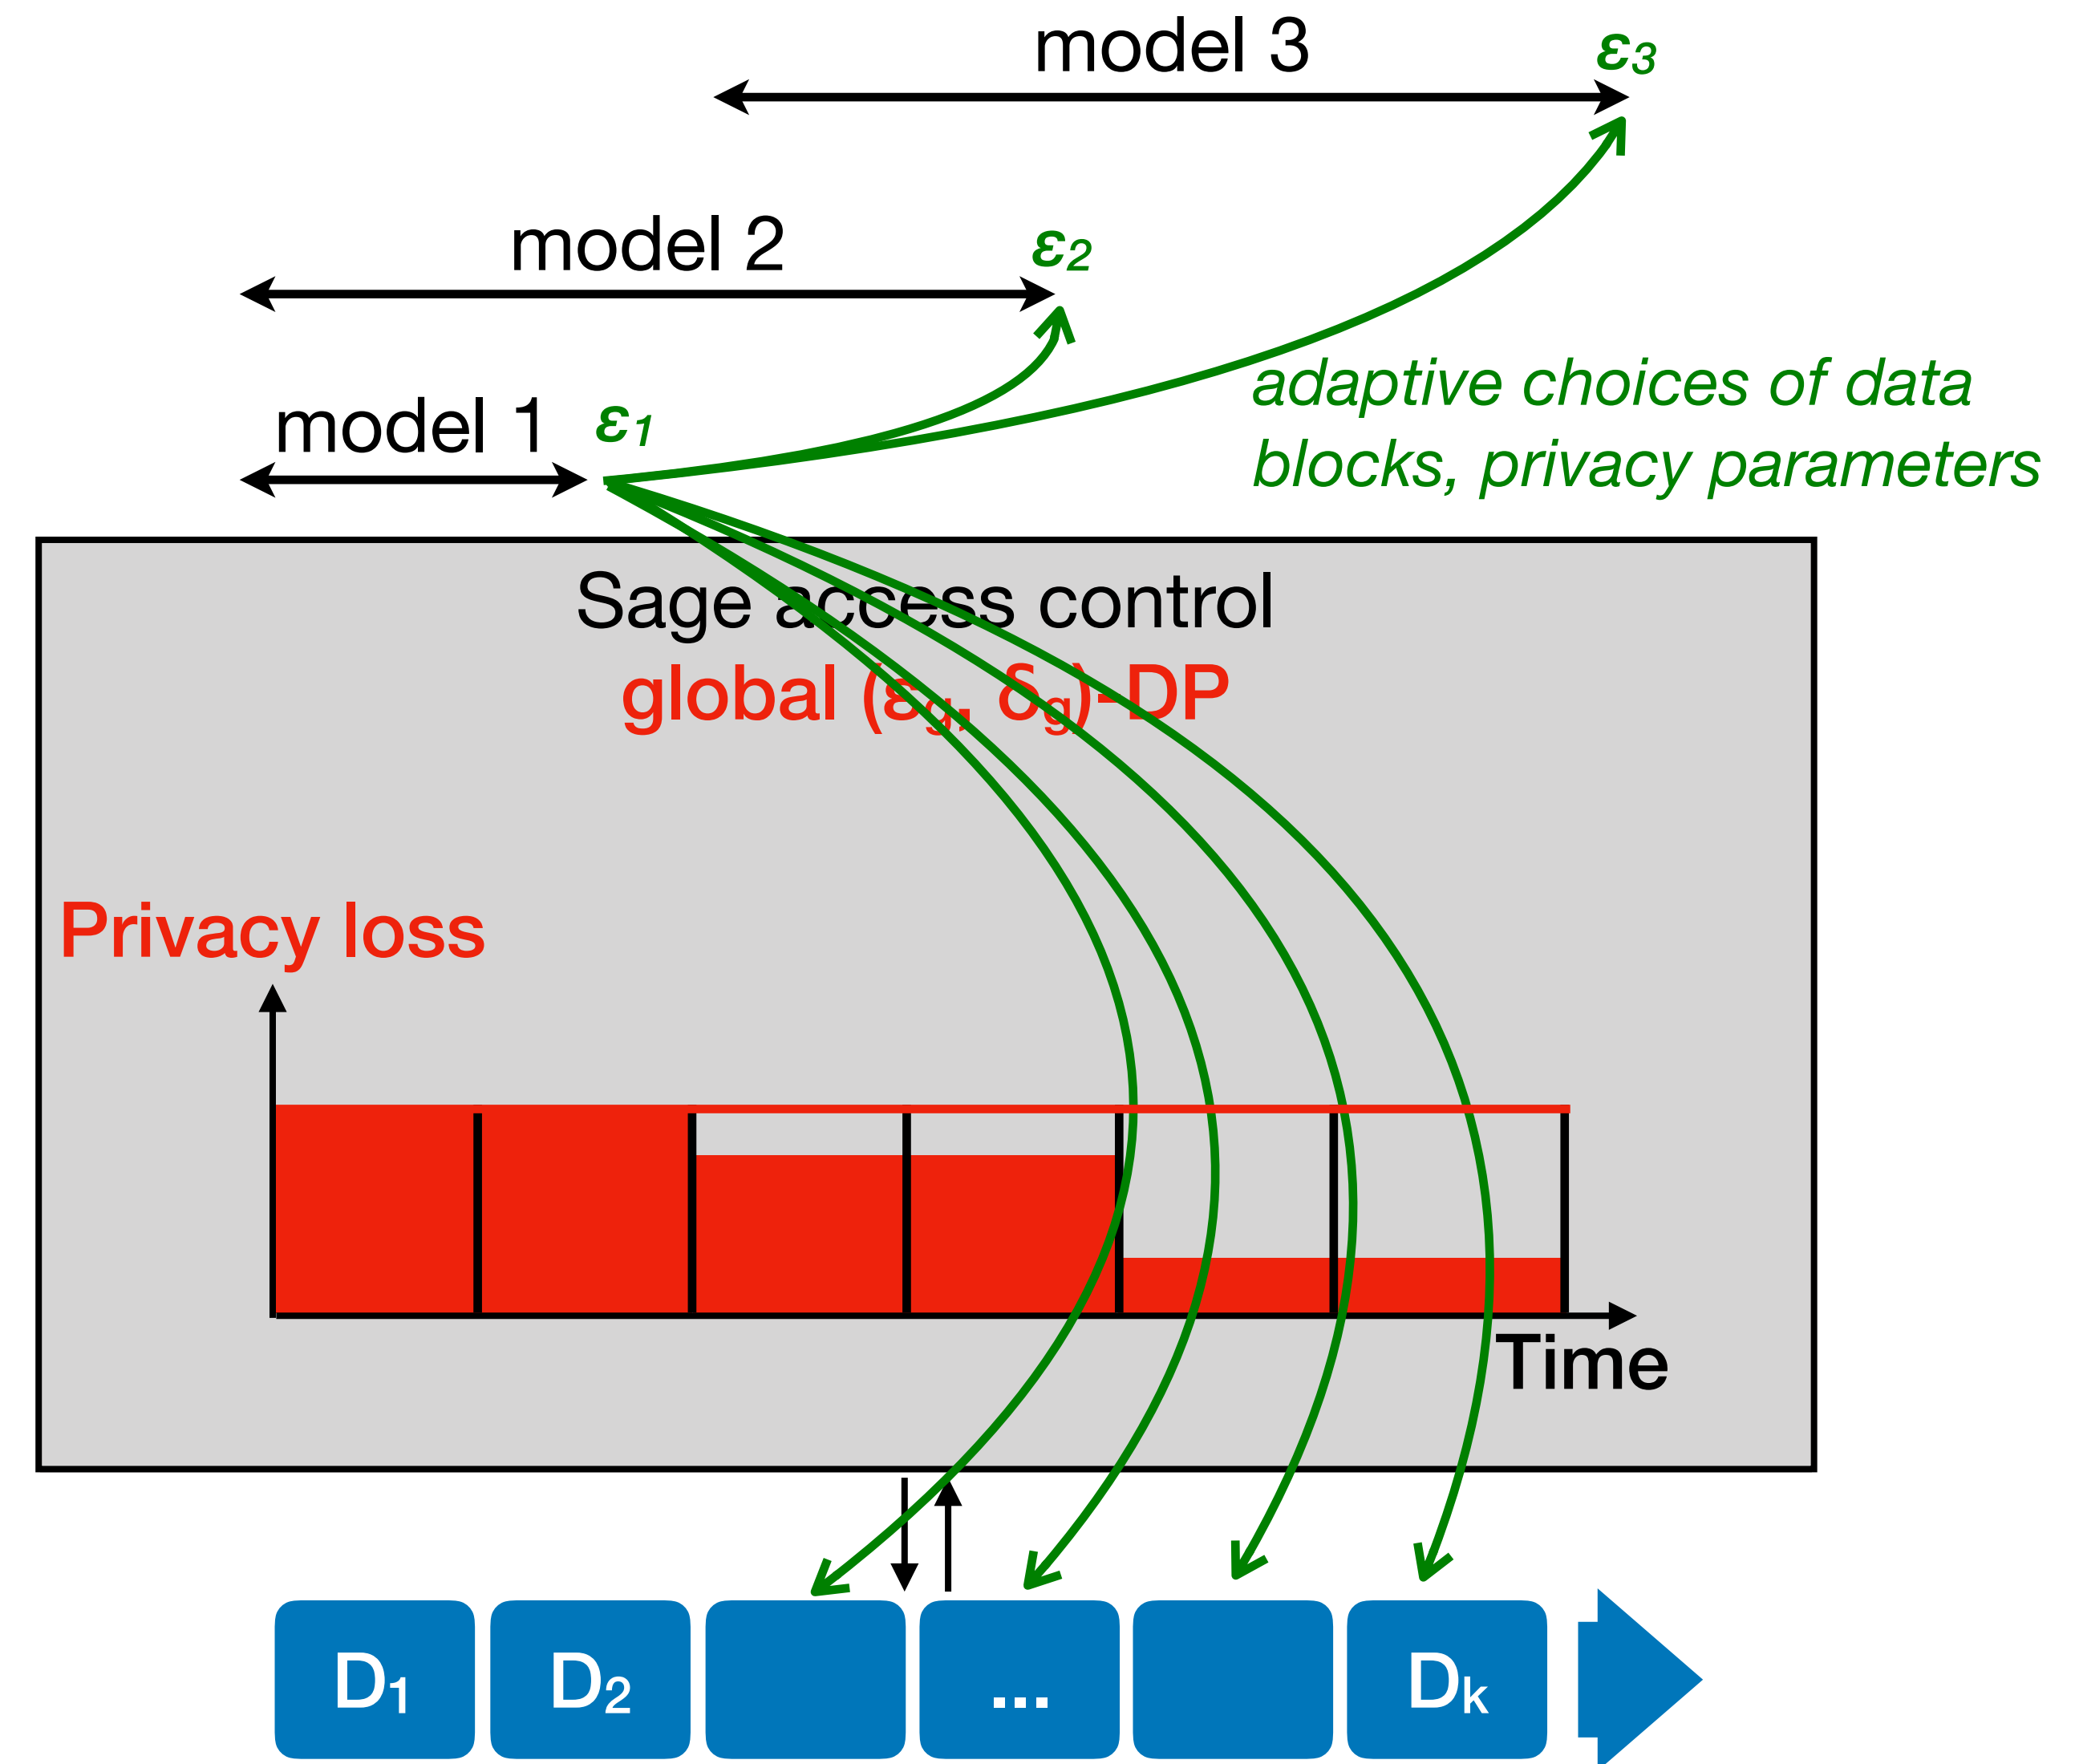 model 3 ε3
model 2 ε2
model 1 ε1
adaptive choices of data
blocks, privacy parameters
Sage access control
global (εg, δg)-DP
Privacy loss
Time
D1 D2 ... Dk